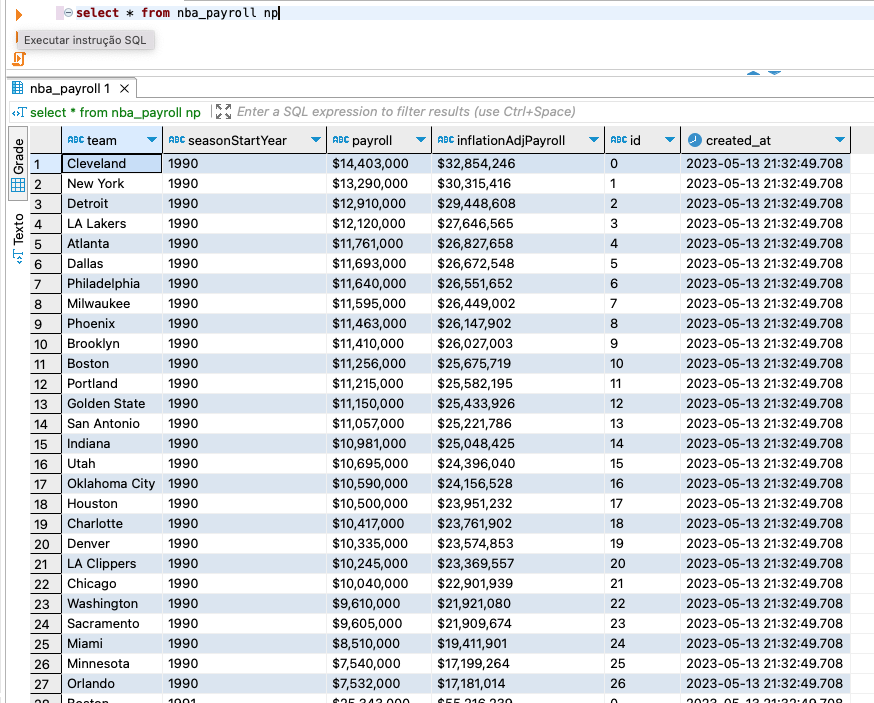 select * from nba_payroll np
Executar instrução SQL
nba_payroll 1
select * from nba_payroll np Enter a SQL expression to filter results (use Ctrl+Space)
Grade
Texto
ABC team ABC seasonStartYear ABC payroll ABC inflationAdjPayroll ABC id created_at
1 Cleveland 1990 $14,403,000 $32,854,246 0 2023-05-13 21:32:49.708
2 New York 1990 $13,290,000 $30,315,416 1 2023-05-13 21:32:49.708
3 Detroit 1990 $12,910,000 $29,448,608 2 2023-05-13 21:32:49.708
4 LA Lakers 1990 $12,120,000 $27,646,565 3 2023-05-13 21:32:49.708
5 Atlanta 1990 $11,761,000 $26,827,658 4 2023-05-13 21:32:49.708
6 Dallas 1990 $11,693,000 $26,672,548 5 2023-05-13 21:32:49.708
7 Philadelphia 1990 $11,640,000 $26,551,652 6 2023-05-13 21:32:49.708
8 Milwaukee 1990 $11,595,000 $26,449,002 7 2023-05-13 21:32:49.708
9 Phoenix 1990 $11,463,000 $26,147,902 8 2023-05-13 21:32:49.708
10 Brooklyn 1990 $11,410,000 $26,027,003 9 2023-05-13 21:32:49.708
11 Boston 1990 $11,256,000 $25,675,719 10 2023-05-13 21:32:49.708
12 Portland 1990 $11,215,000 $25,582,195 11 2023-05-13 21:32:49.708
13 Golden State 1990 $11,150,000 $25,433,926 12 2023-05-13 21:32:49.708
14 San Antonio 1990 $11,057,000 $25,221,786 13 2023-05-13 21:32:49.708
15 Indiana 1990 $10,981,000 $25,048,425 14 2023-05-13 21:32:49.708
16 Utah 1990 $10,695,000 $24,396,040 15 2023-05-13 21:32:49.708
17 Oklahoma City 1990 $10,590,000 $24,156,528 16 2023-05-13 21:32:49.708
18 Houston 1990 $10,500,000 $23,951,232 17 2023-05-13 21:32:49.708
19 Charlotte 1990 $10,417,000 $23,761,902 18 2023-05-13 21:32:49.708
20 Denver 1990 $10,335,000 $23,574,853 19 2023-05-13 21:32:49.708
21 LA Clippers 1990 $10,245,000 $23,369,557 20 2023-05-13 21:32:49.708
22 Chicago 1990 $10,040,000 $22,901,939 21 2023-05-13 21:32:49.708
23 Washington 1990 $9,610,000 $21,921,080 22 2023-05-13 21:32:49.708
24 Sacramento 1990 $9,605,000 $21,909,674 23 2023-05-13 21:32:49.708
25 Miami 1990 $8,510,000 $19,411,901 24 2023-05-13 21:32:49.708
26 Minnesota 1990 $7,540,000 $17,199,264 25 2023-05-13 21:32:49.708
27 Orlando 1990 $7,532,000 $17,181,014 26 2023-05-13 21:32:49.708